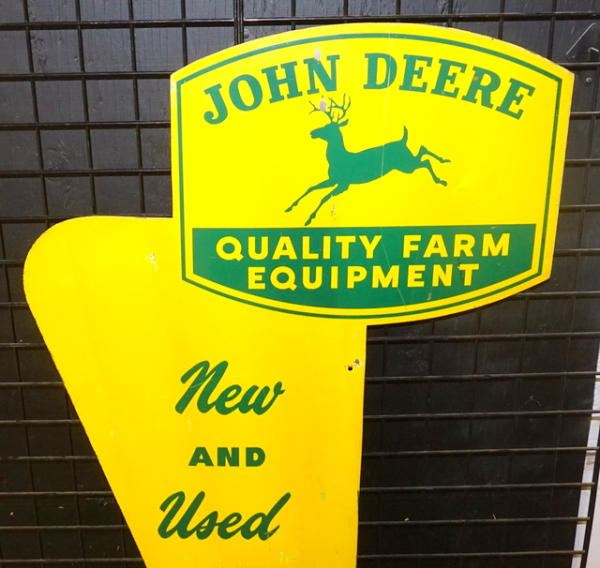 JOHN DEERE
QUALITY FARM
EQUIPMENT
New
AND
Used